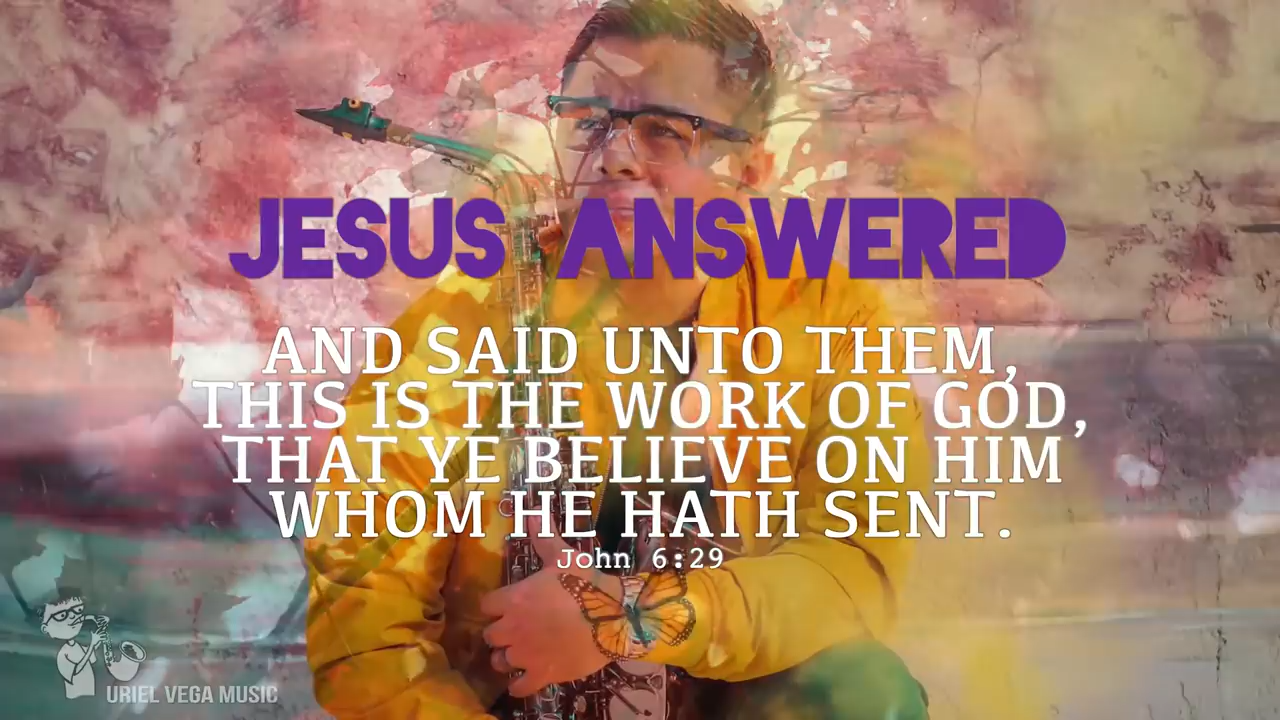 JESUS ANSWERED
AND SAID UNTO THEM,
THIS IS THE WORK OF GOD,
THAT YE BELIEVE ON HIM
WHOM HE HATH SENT.
John 6:29
URIEL VEGA MUSIC